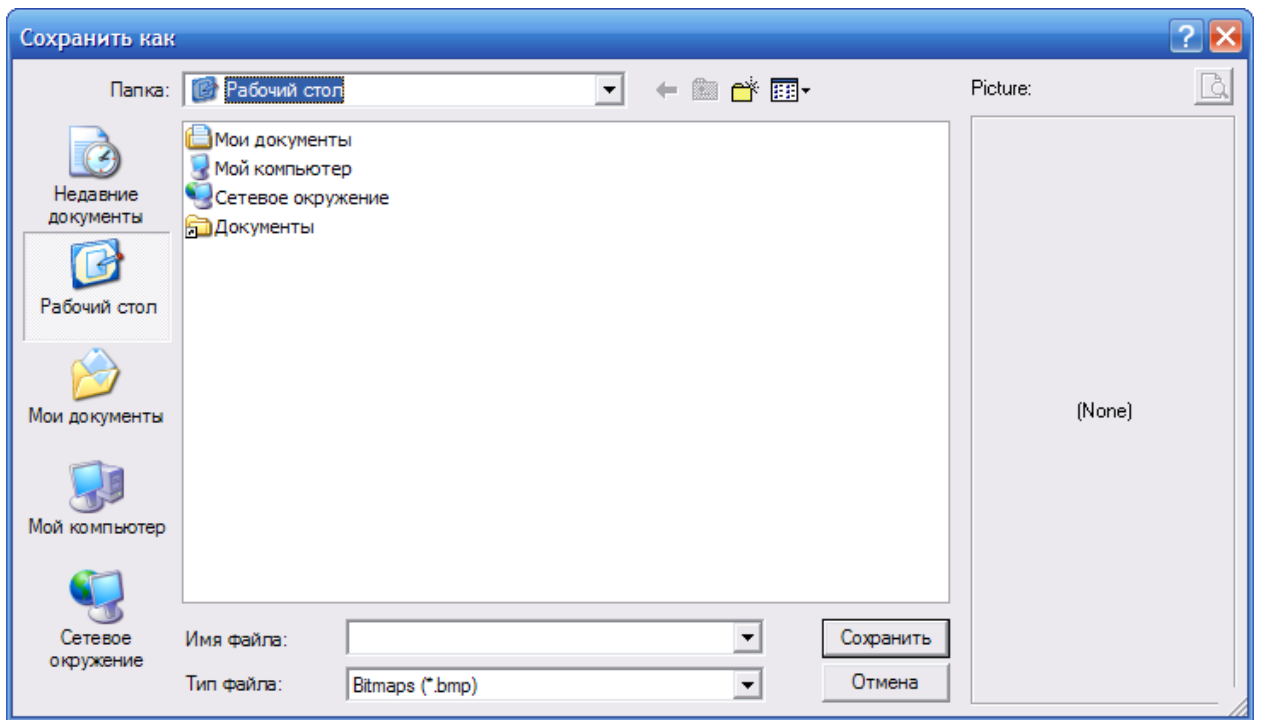 Сохранить как
Папка:
Рабочий стол
Picture:
Недавние
документы
Рабочий стол
Мои документы
Мой компьютер
Сетевое
окружение
Мои документы
Мой компьютер
Сетевое окружение
Документы
(None)
Имя файла:
Сохранить
Тип файла:
Bitmaps (*.bmp)
Отмена